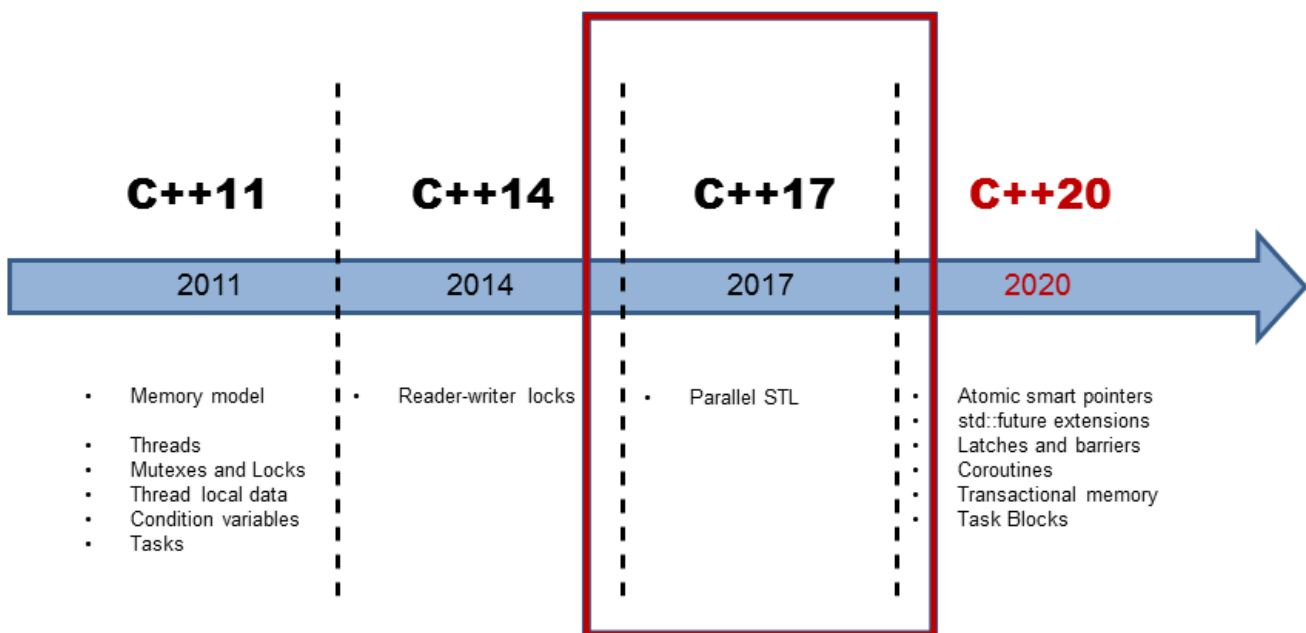 C++11
C++14
C++17
C++20
2011
2014
2017
2020
• Memory model
• Threads
• Mutexes and Locks
• Thread local data
• Condition variables
• Tasks
• Reader-writer locks
• Parallel STL
• Atomic smart pointers
• std::future extensions
• Latches and barriers
• Coroutines
• Transactional memory
• Task Blocks